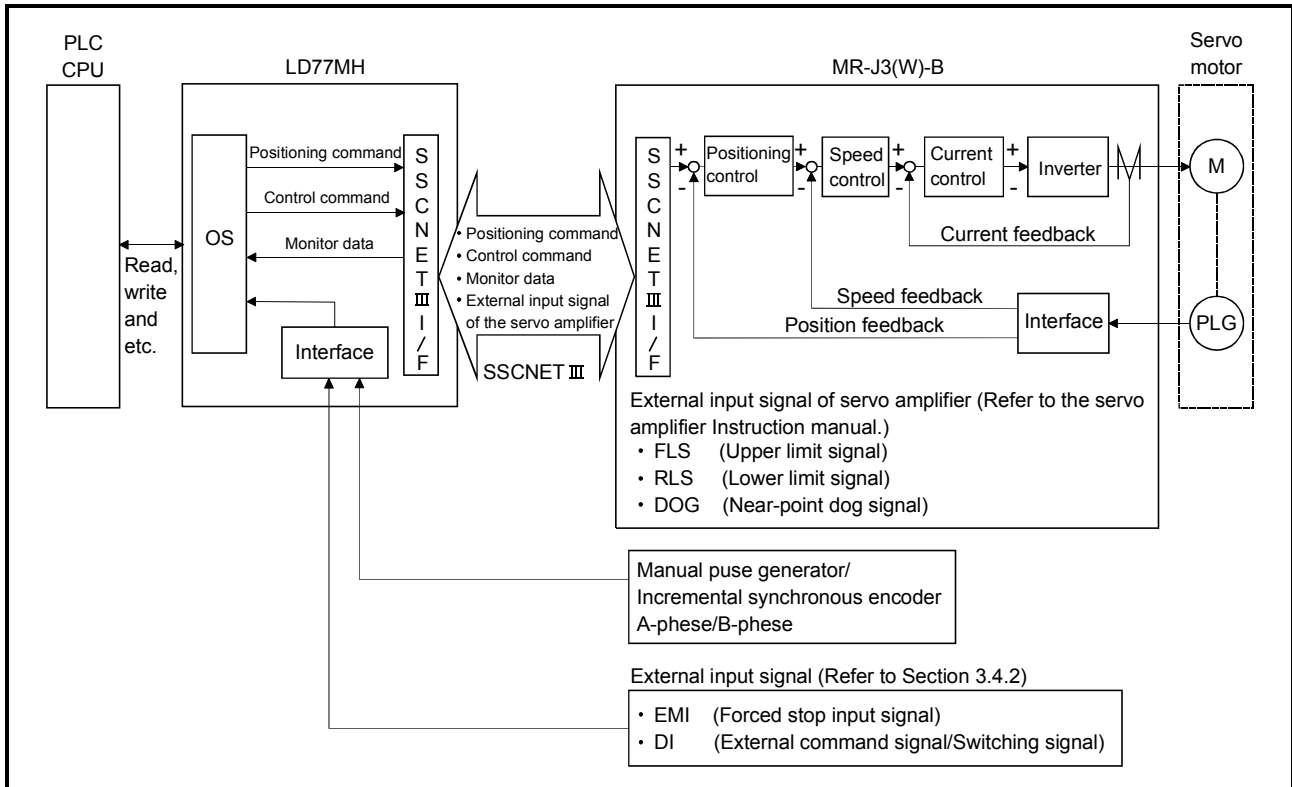 PLC
CPU
LD77MH
MR-J3(W)-B
Servo
motor
OS
Positioning command
Control command
Monitor data
Interface
SSCNETⅢ I/F
Read,
write
and
etc.
• Positioning command
• Control command
• Monitor data
• External input signal
of the servo amplifier
SSCNETⅢ
SSCNETⅢ I/F
+
-
Positioning
control
+
-
Speed
control
+
-
Current
control
+
-
Inverter
M
Current feedback
Speed feedback
Position feedback
Interface
PLG
External input signal of servo amplifier (Refer to the servo
amplifier Instruction manual.)
・ FLS (Upper limit signal)
・ RLS (Lower limit signal)
・ DOG (Near-point dog signal)
Manual puse generator/
Incremental synchronous encoder
A-phese/B-phese
External input signal (Refer to Section 3.4.2)
・ EMI (Forced stop input signal)
・ DI (External command signal/Switching signal)